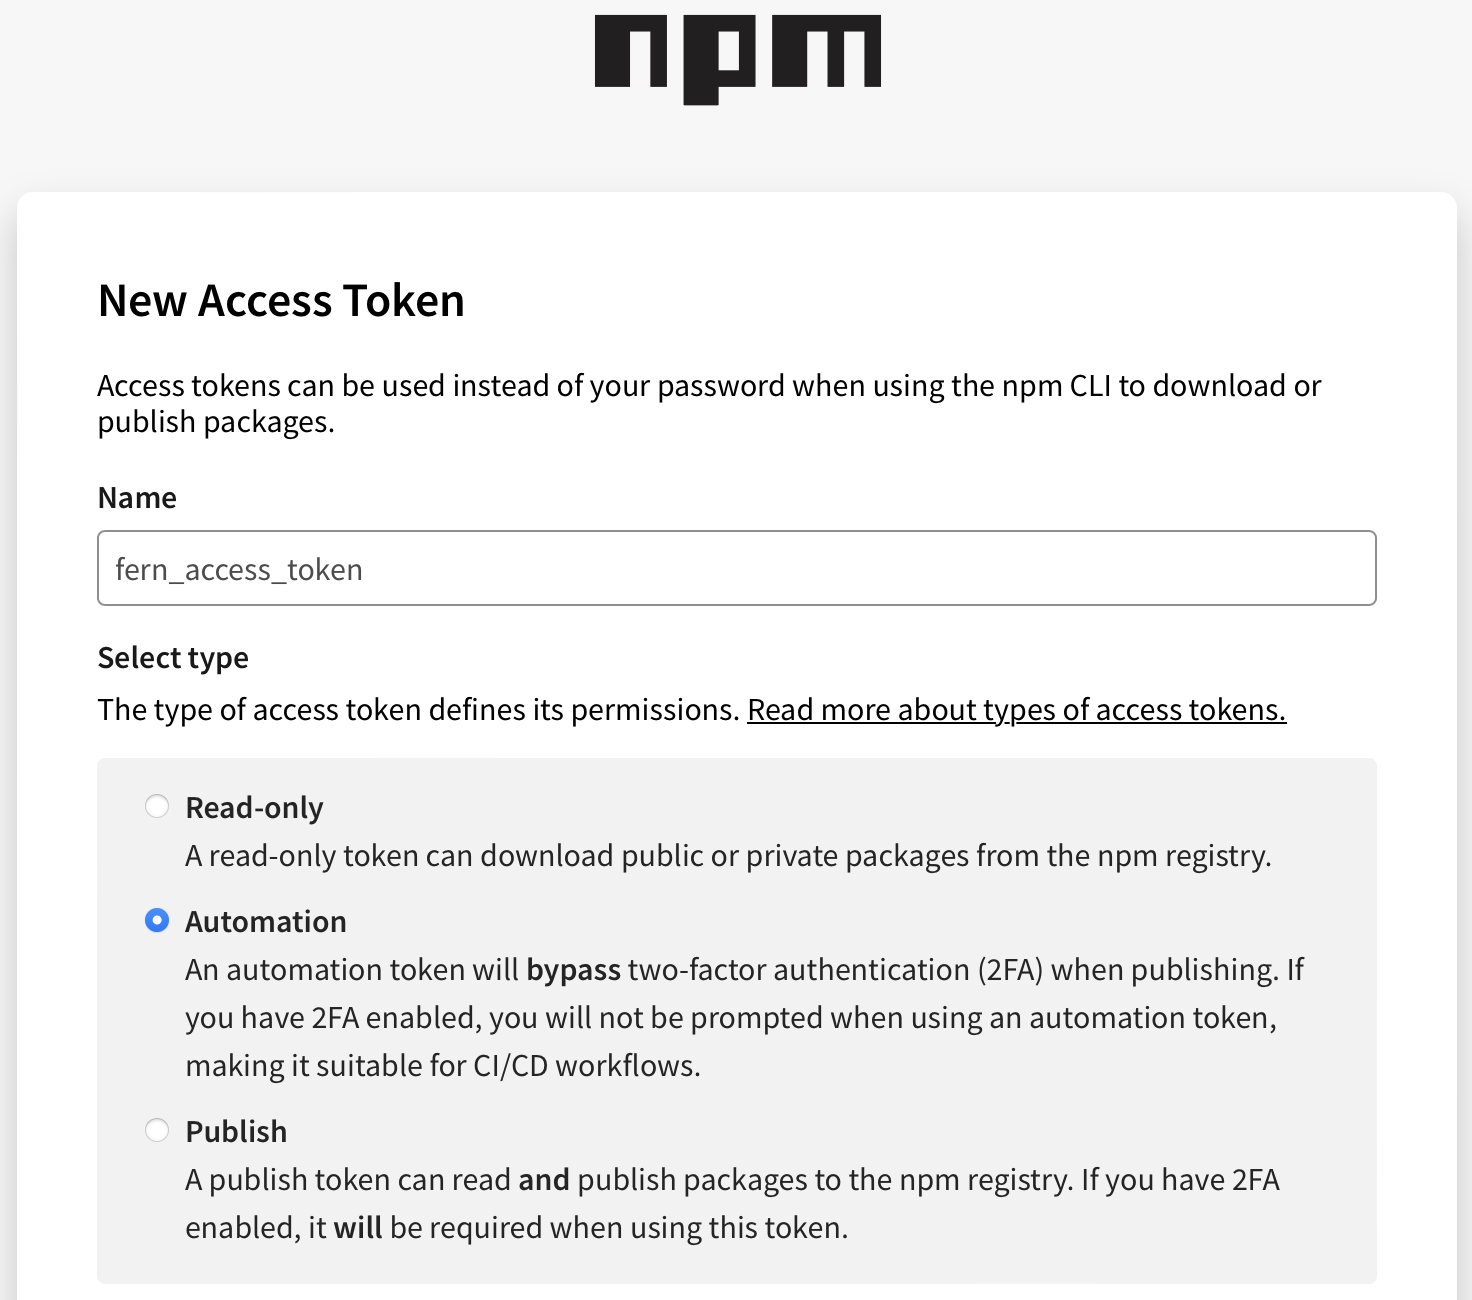 npm
New Access Token
Access tokens can be used instead of your password when using the npm CLI to download or
publish packages.
Name
fern_access_token
Select type
The type of access token defines its permissions. Read more about types of access tokens.
Read-only
A read-only token can download public or private packages from the npm registry.
Automation
An automation token will bypass two-factor authentication (2FA) when publishing. If
you have 2FA enabled, you will not be prompted when using an automation token,
making it suitable for CI/CD workflows.
Publish
A publish token can read and publish packages to the npm registry. If you have 2FA
enabled, it will be required when using this token.